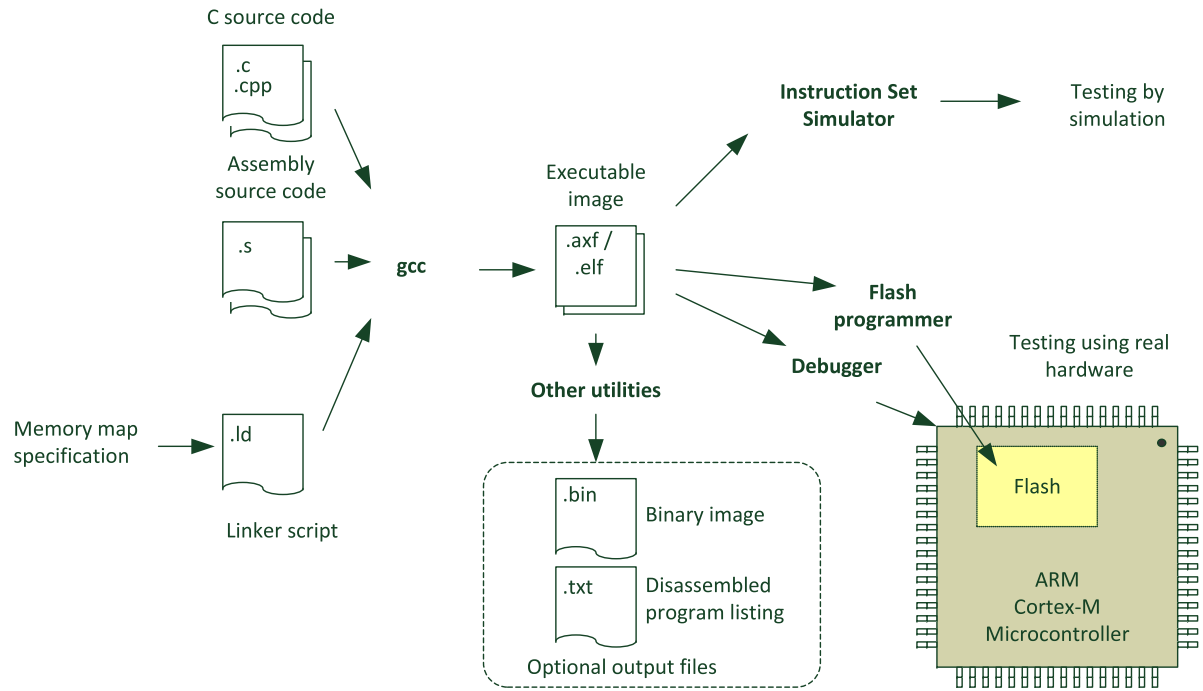 C source code
.c
.cpp
Assembly
source code
.s
Memory map
specification
.ld
Linker script
gcc
Executable
image
.axf /
.elf
Other utilities
.bin
Binary image
.txt
Disassembled
program listing
Optional output files
Instruction Set
Simulator
Testing by
simulation
Flash
programmer
Debugger
Testing using real
hardware
Flash
ARM
Cortex-M
Microcontroller